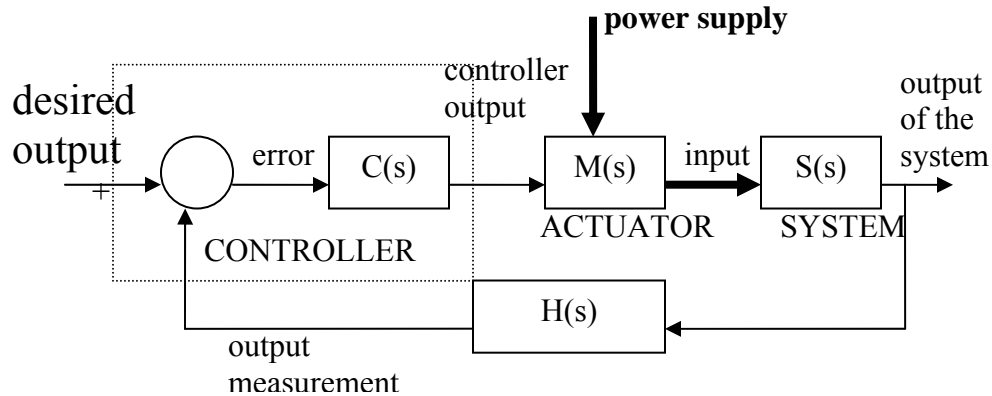 power supply
desired
output
+
error
C(s)
controller
output
M(s)
input
S(s)
output
of the
system
CONTROLLER
ACTUATOR
SYSTEM
H(s)
output
measurement